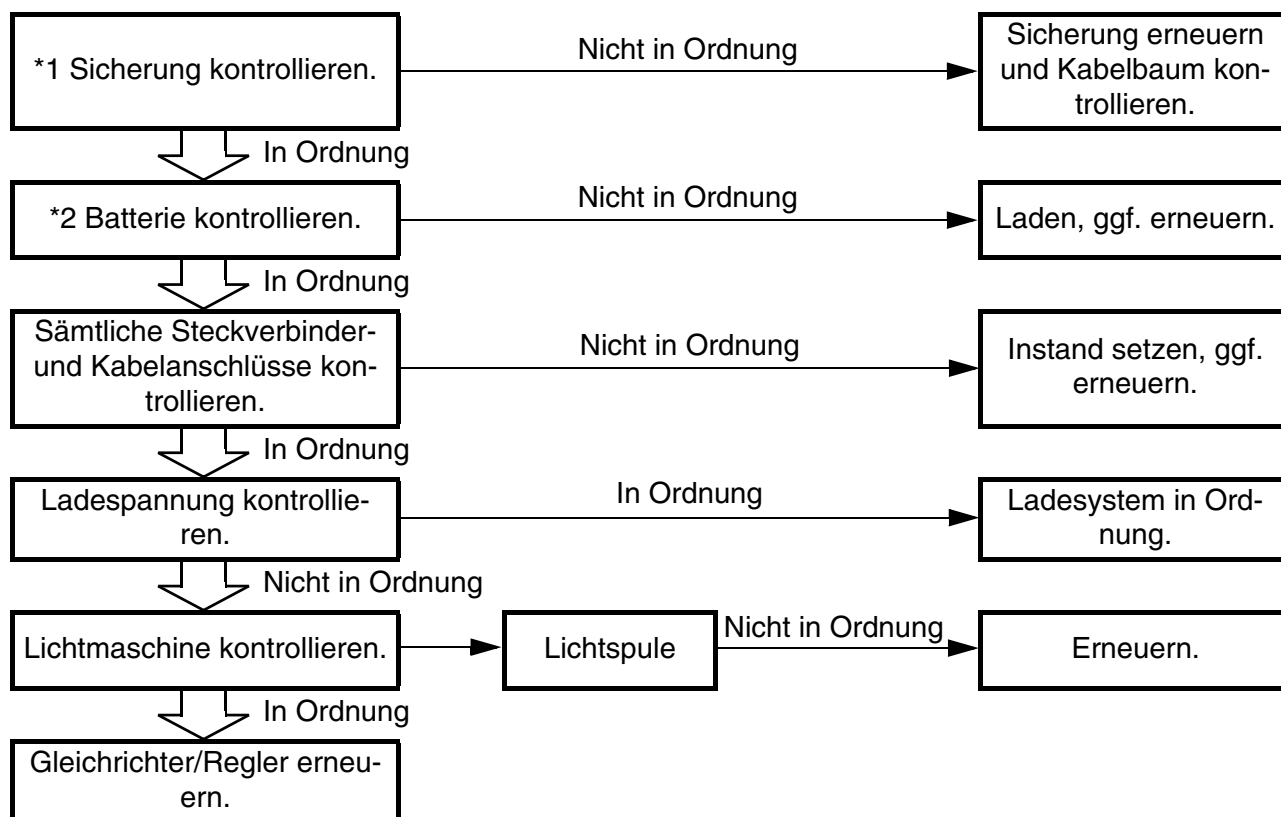 *1 Sicherung kontrollieren.
Nicht in Ordnung
Sicherung erneuern
und Kabelbaum kon-
trollieren.
In Ordnung
*2 Batterie kontrollieren.
Nicht in Ordnung
Laden, ggf. erneuern.
In Ordnung
Sämtliche Steckverbinder-
und Kabelanschlüsse kon-
trollieren.
Nicht in Ordnung
Instand setzen, ggf.
erneuern.
In Ordnung
Ladespannung kontrollie-
ren.
In Ordnung
Ladesystem in Ord-
nung.
Nicht in Ordnung
Lichtmaschine kontrollieren.
Lichtspule
Nicht in Ordnung
Erneuern.
In Ordnung
Gleichrichter/Regler erneu-
ern.